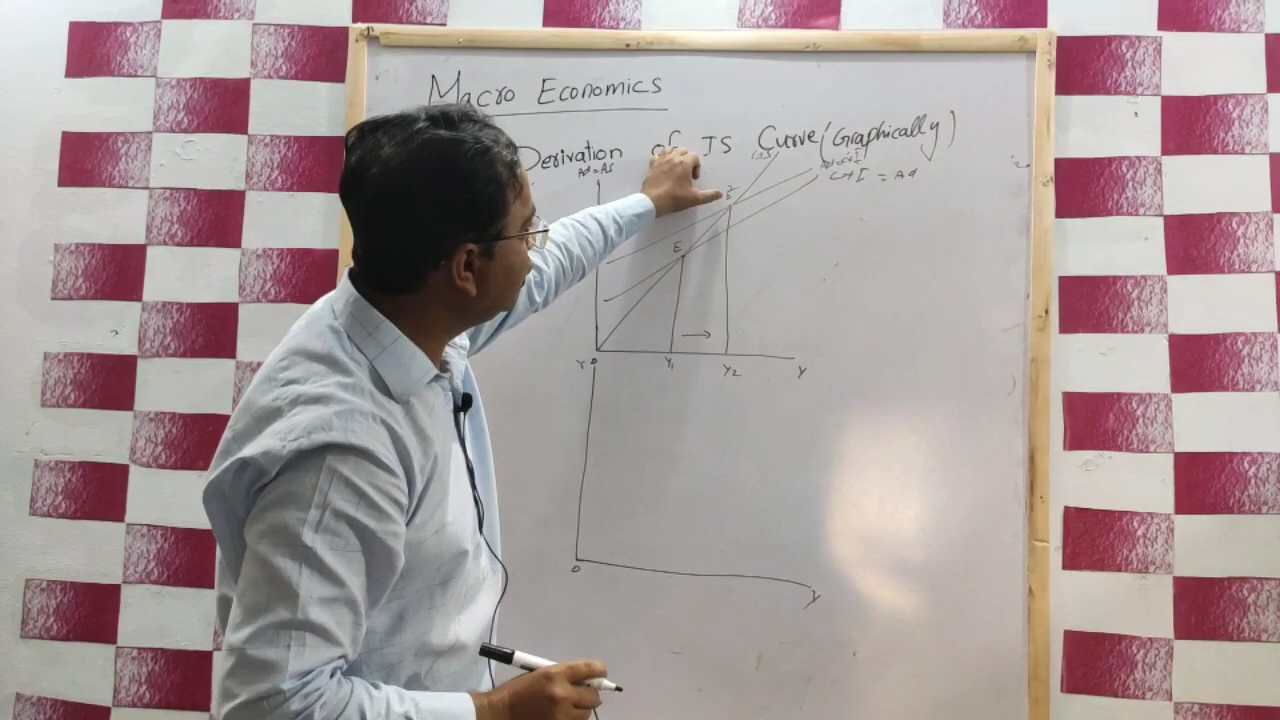 Macro Economics
Derivation of IS Curve (Graphically)
AD = AS
C+I = AD
E
Y O Y1 Y2 Y
O
Y